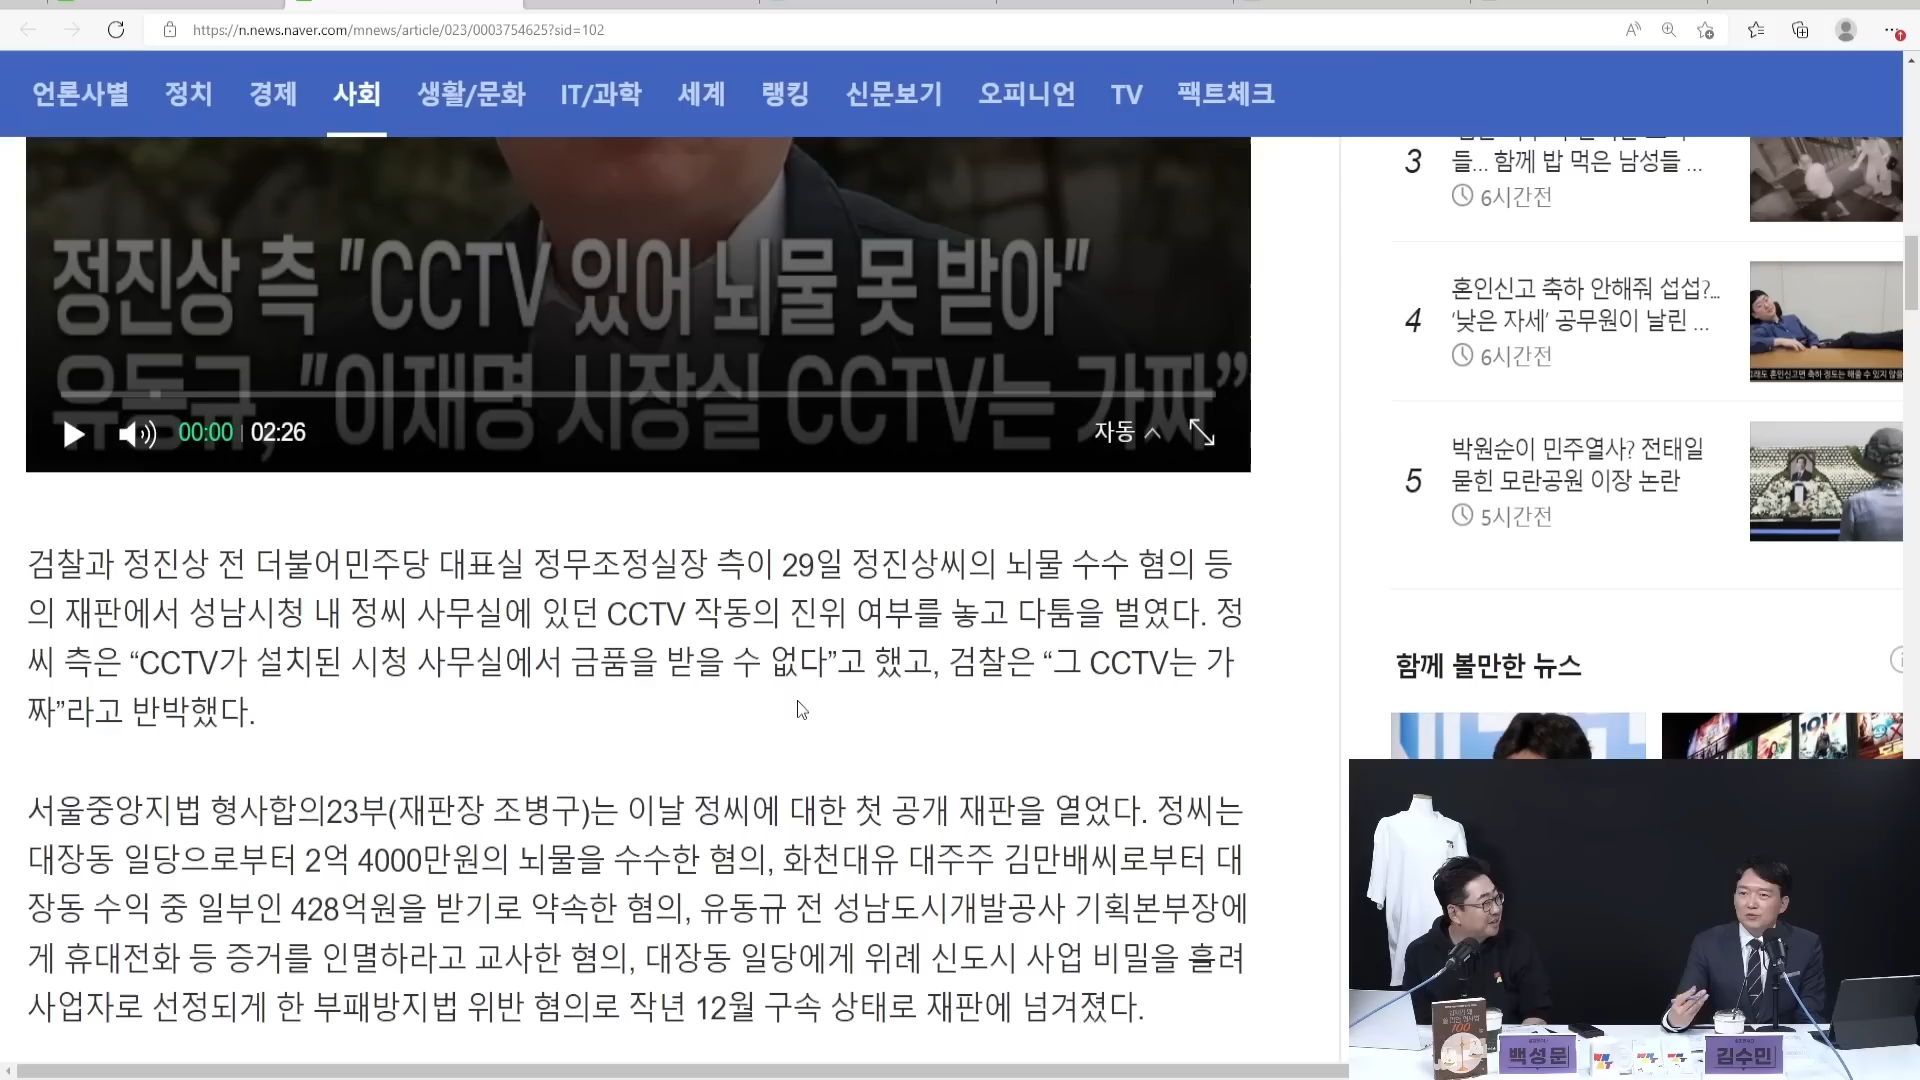 https://n.news.naver.com/mnews/article/023/0003754625?sid=102
언론사별 정치 경제 사회 생활/문화 IT/과학 세계 랭킹 신문보기 오피니언 TV 팩트체크
정진상 측 "CCTV 있어 뇌물 못 받아"
유동규, "이재명 시장실 CCTV는 가짜”
00:00 02:26
자동
검찰과 정진상 전 더불어민주당 대표실 정무조정실장 측이 29일 정진상씨의 뇌물 수수 혐의 등
의 재판에서 성남시청 내 정씨 사무실에 있던 CCTV 작동의 진위 여부를 놓고 다툼을 벌였다. 정
씨 측은 “CCTV가 설치된 시청 사무실에서 금품을 받을 수 없다”고 했고, 검찰은 “그 CCTV는 가
짜”라고 반박했다.
서울중앙지법 형사합의23부(재판장 조병구)는 이날 정씨에 대한 첫 공개 재판을 열었다. 정씨는
대장동 일당으로부터 2억 4000만원의 뇌물을 수수한 혐의, 화천대유 대주주 김만배씨로부터 대
장동 수익 중 일부인 428억원을 받기로 약속한 혐의, 유동규 전 성남도시개발공사 기획본부장에
게 휴대전화 등 증거를 인멸하라고 교사한 혐의, 대장동 일당에게 위례 신도시 사업 비밀을 흘려
사업자로 선정되게 한 부패방지법 위반 혐의로 작년 12월 구속 상태로 재판에 넘겨졌다.
3
들... 함께 밥 먹은 남성들 ...
6시간전
4
혼인신고 축하 안해줘 섭섭?...
‘낮은 자세’ 공무원이 날린 ...
6시간전
5
박원순이 민주열사? 전태일
묻힌 모란공원 이장 논란
5시간전
함께 볼만한 뉴스
100
백성문
김수민